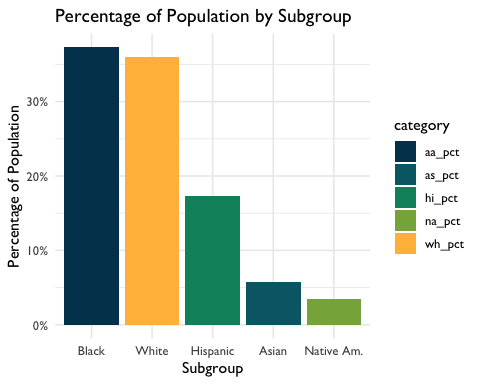 Percentage of Population by Subgroup
Percentage of Population
30%
20%
10%
0%
Black White Hispanic Asian Native Am.
Subgroup
category
aa_pct
as_pct
hi_pct
na_pct
wh_pct